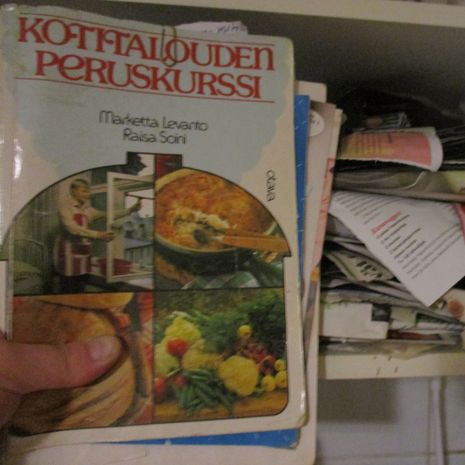 KOTITALOUDEN
PERUSKURSSI
Marketta Levanto
Raisa Soini
otava